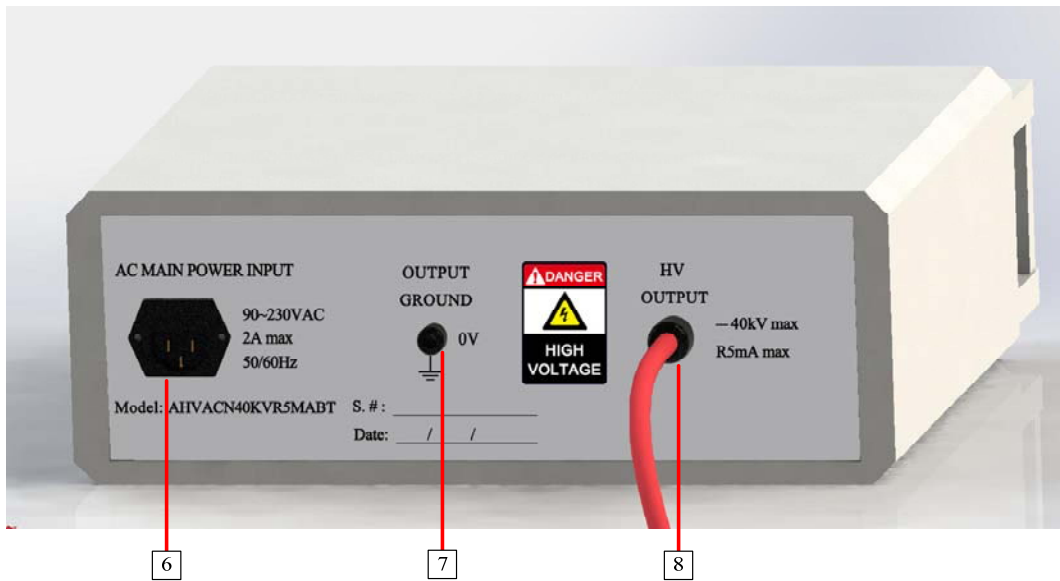 AC MAIN POWER INPUT
90~230VAC
2A max
50/60Hz
OUTPUT
GROUND
0V
DANGER
HIGH
VOLTAGE
HV
OUTPUT
—40kV max
R5mA max
Model: AHVACN40KVR5MABT
S. # :
Date: / /
6
7
8